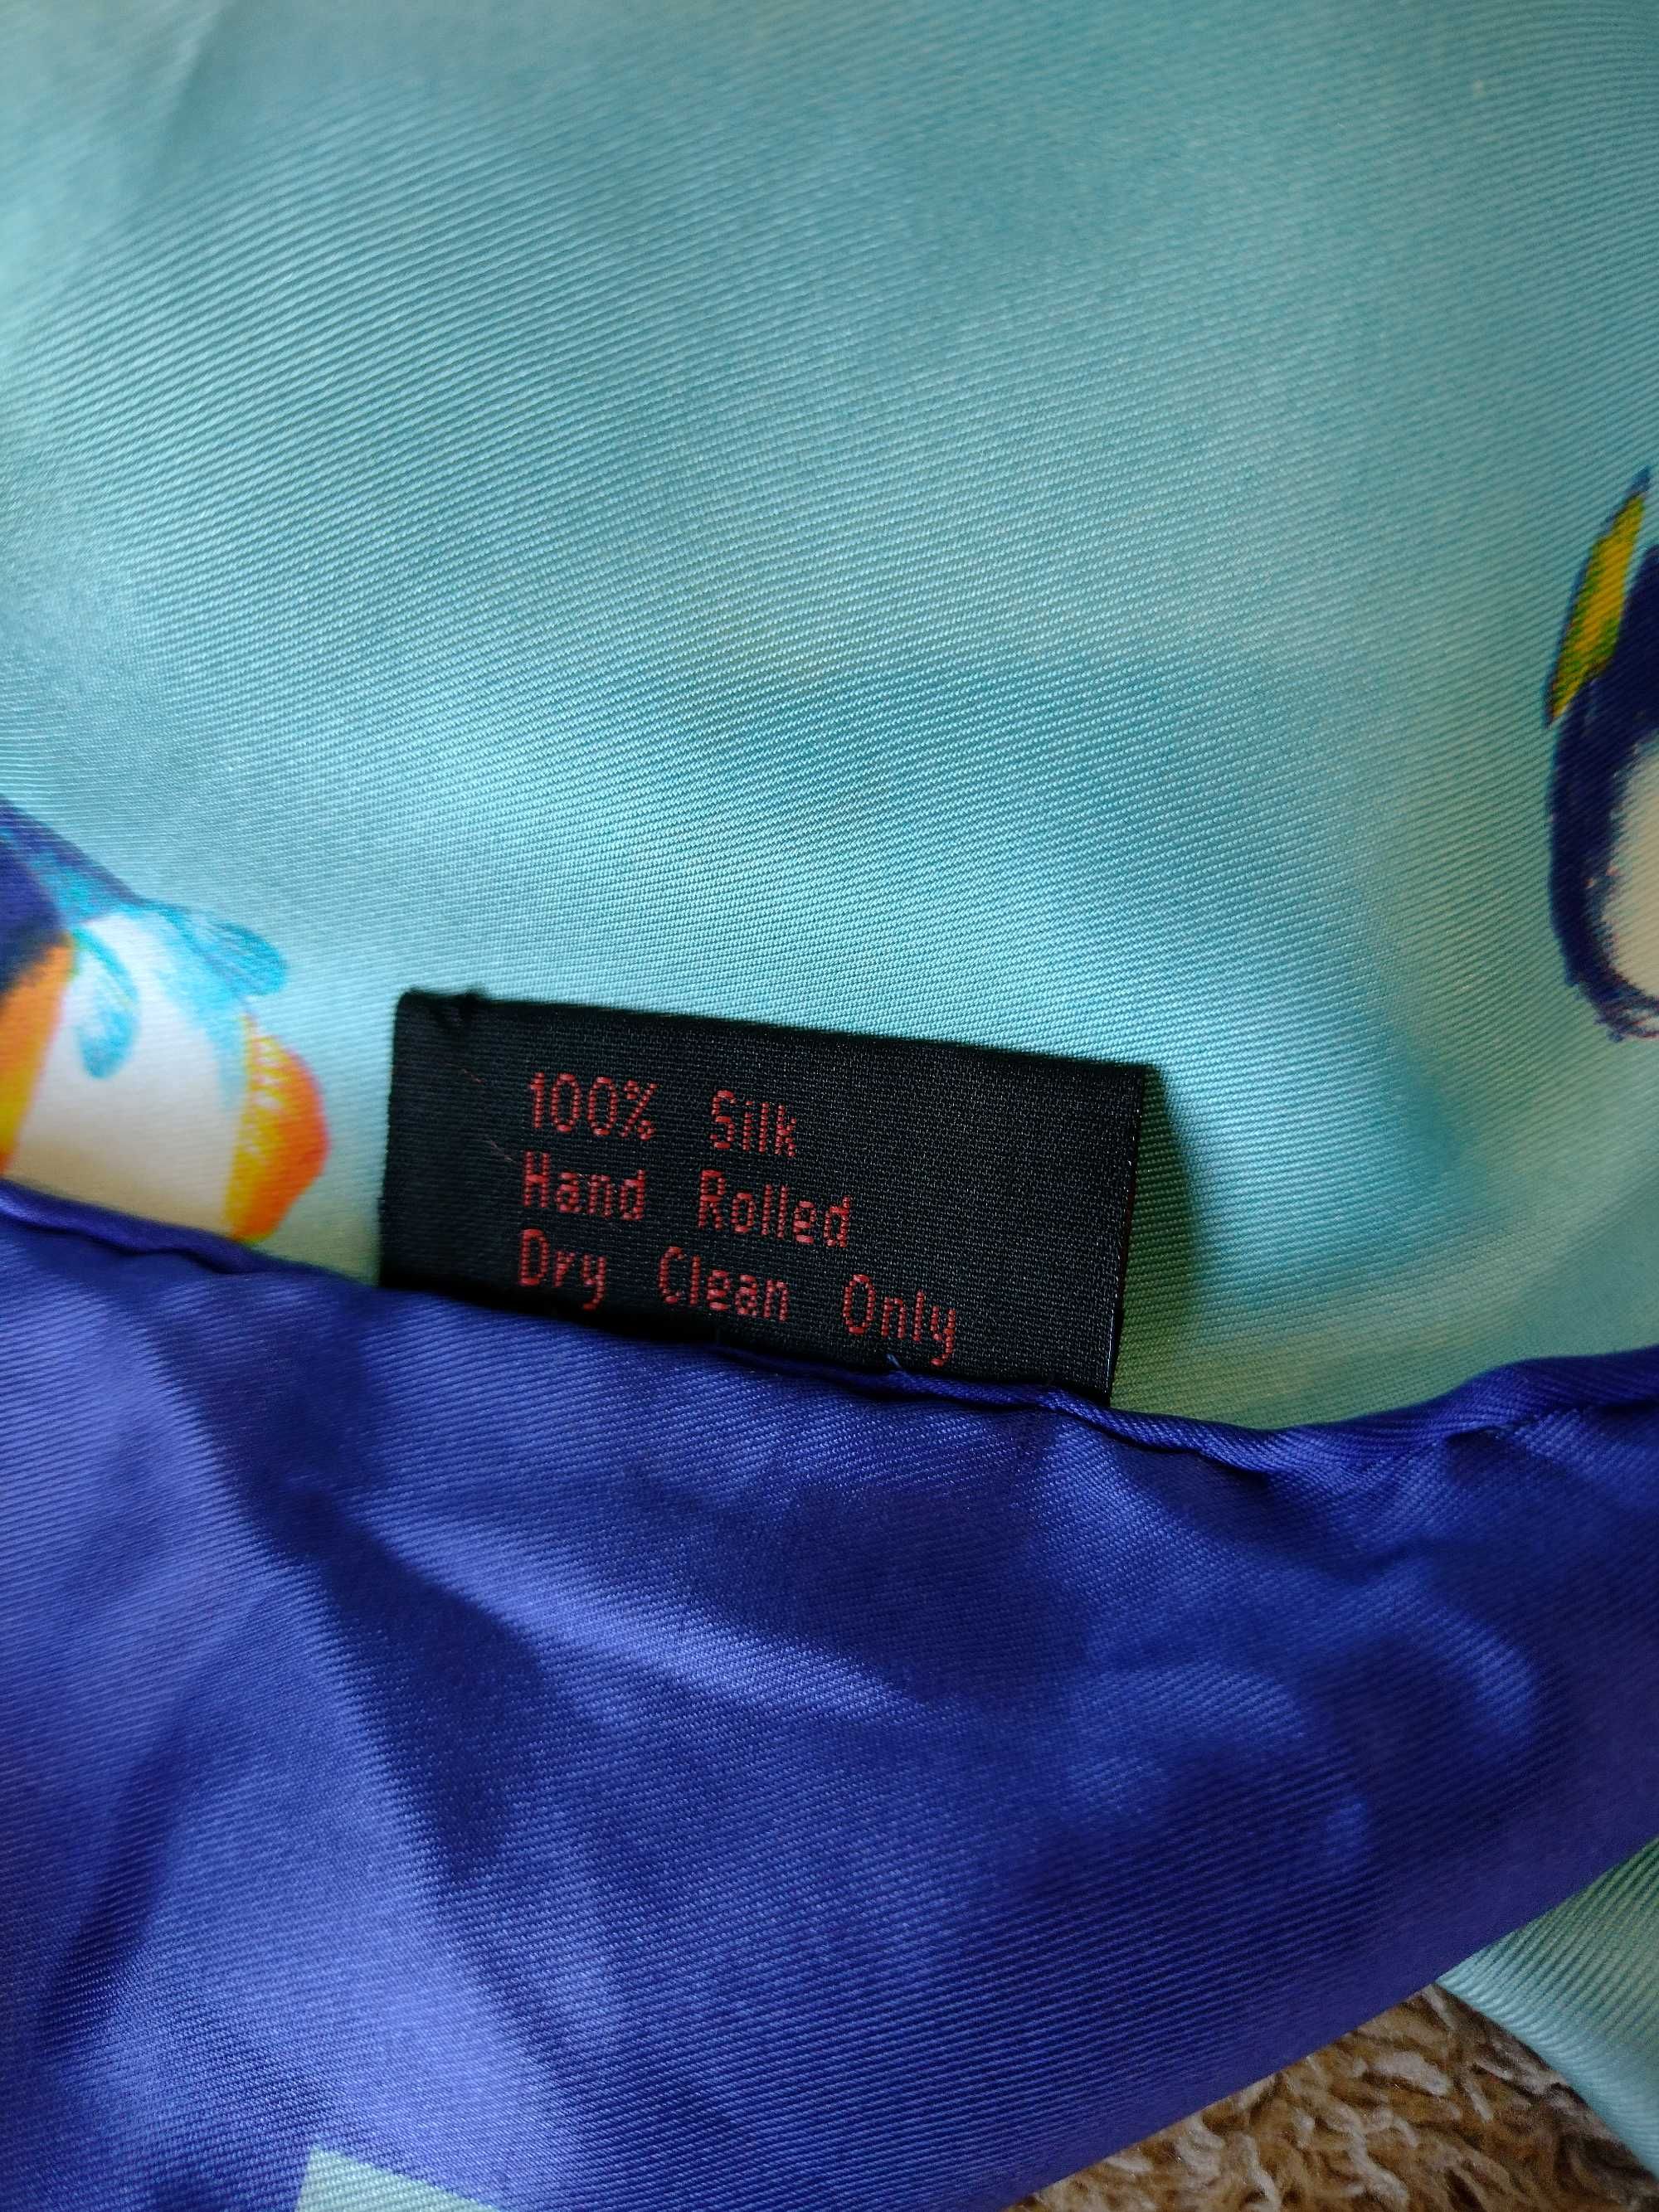 100% Silk
Hand Rolled
Dry Clean Only